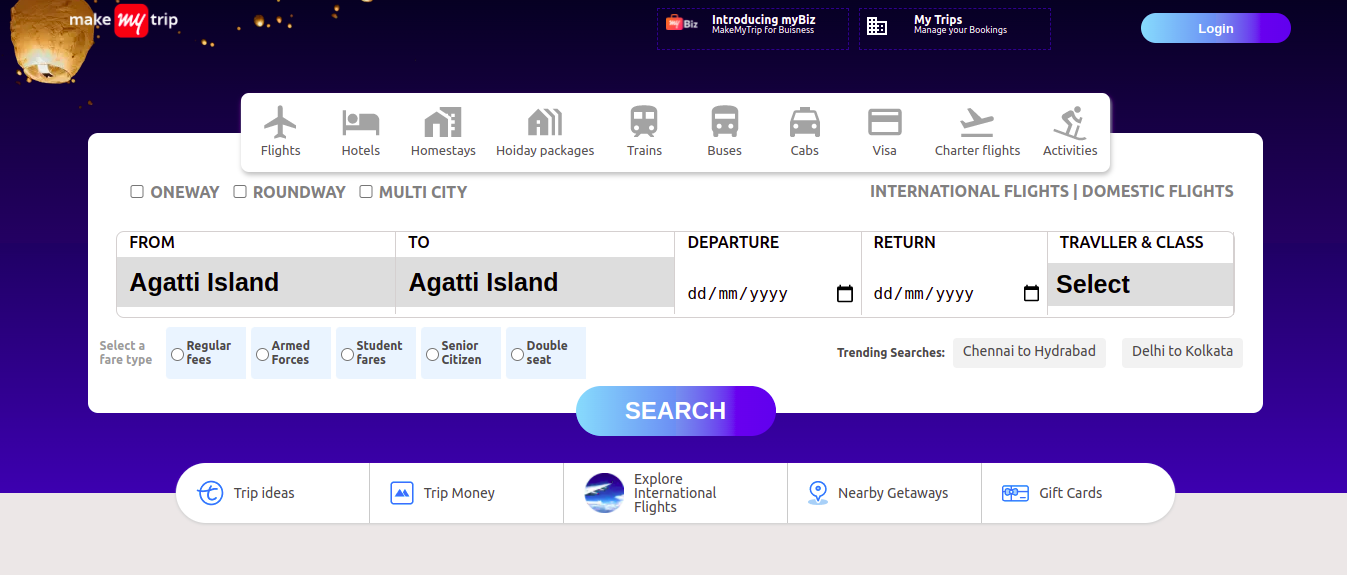 make my trip
my Biz
Introducing myBiz
MakeMyTrip for Buisness
My Trips
Manage your Bookings
Login
Flights
Hotels
Homestays
Hoiday packages
Trains
Buses
Cabs
Visa
Charter flights
Activities
ONEWAY
ROUNDWAY
MULTI CITY
INTERNATIONAL FLIGHTS | DOMESTIC FLIGHTS
FROM
TO
DEPARTURE
RETURN
TRAVLLER & CLASS
Agatti Island
Agatti Island
dd/mm/yyyy
dd/mm/yyyy
Select
Select a
fare type
Regular
fees
Armed
Forces
Student
fares
Senior
Citizen
Double
seat
Trending Searches:
Chennai to Hydrabad
Delhi to Kolkata
SEARCH
Trip ideas
Trip Money
Explore
International
Flights
Nearby Getaways
Gift Cards